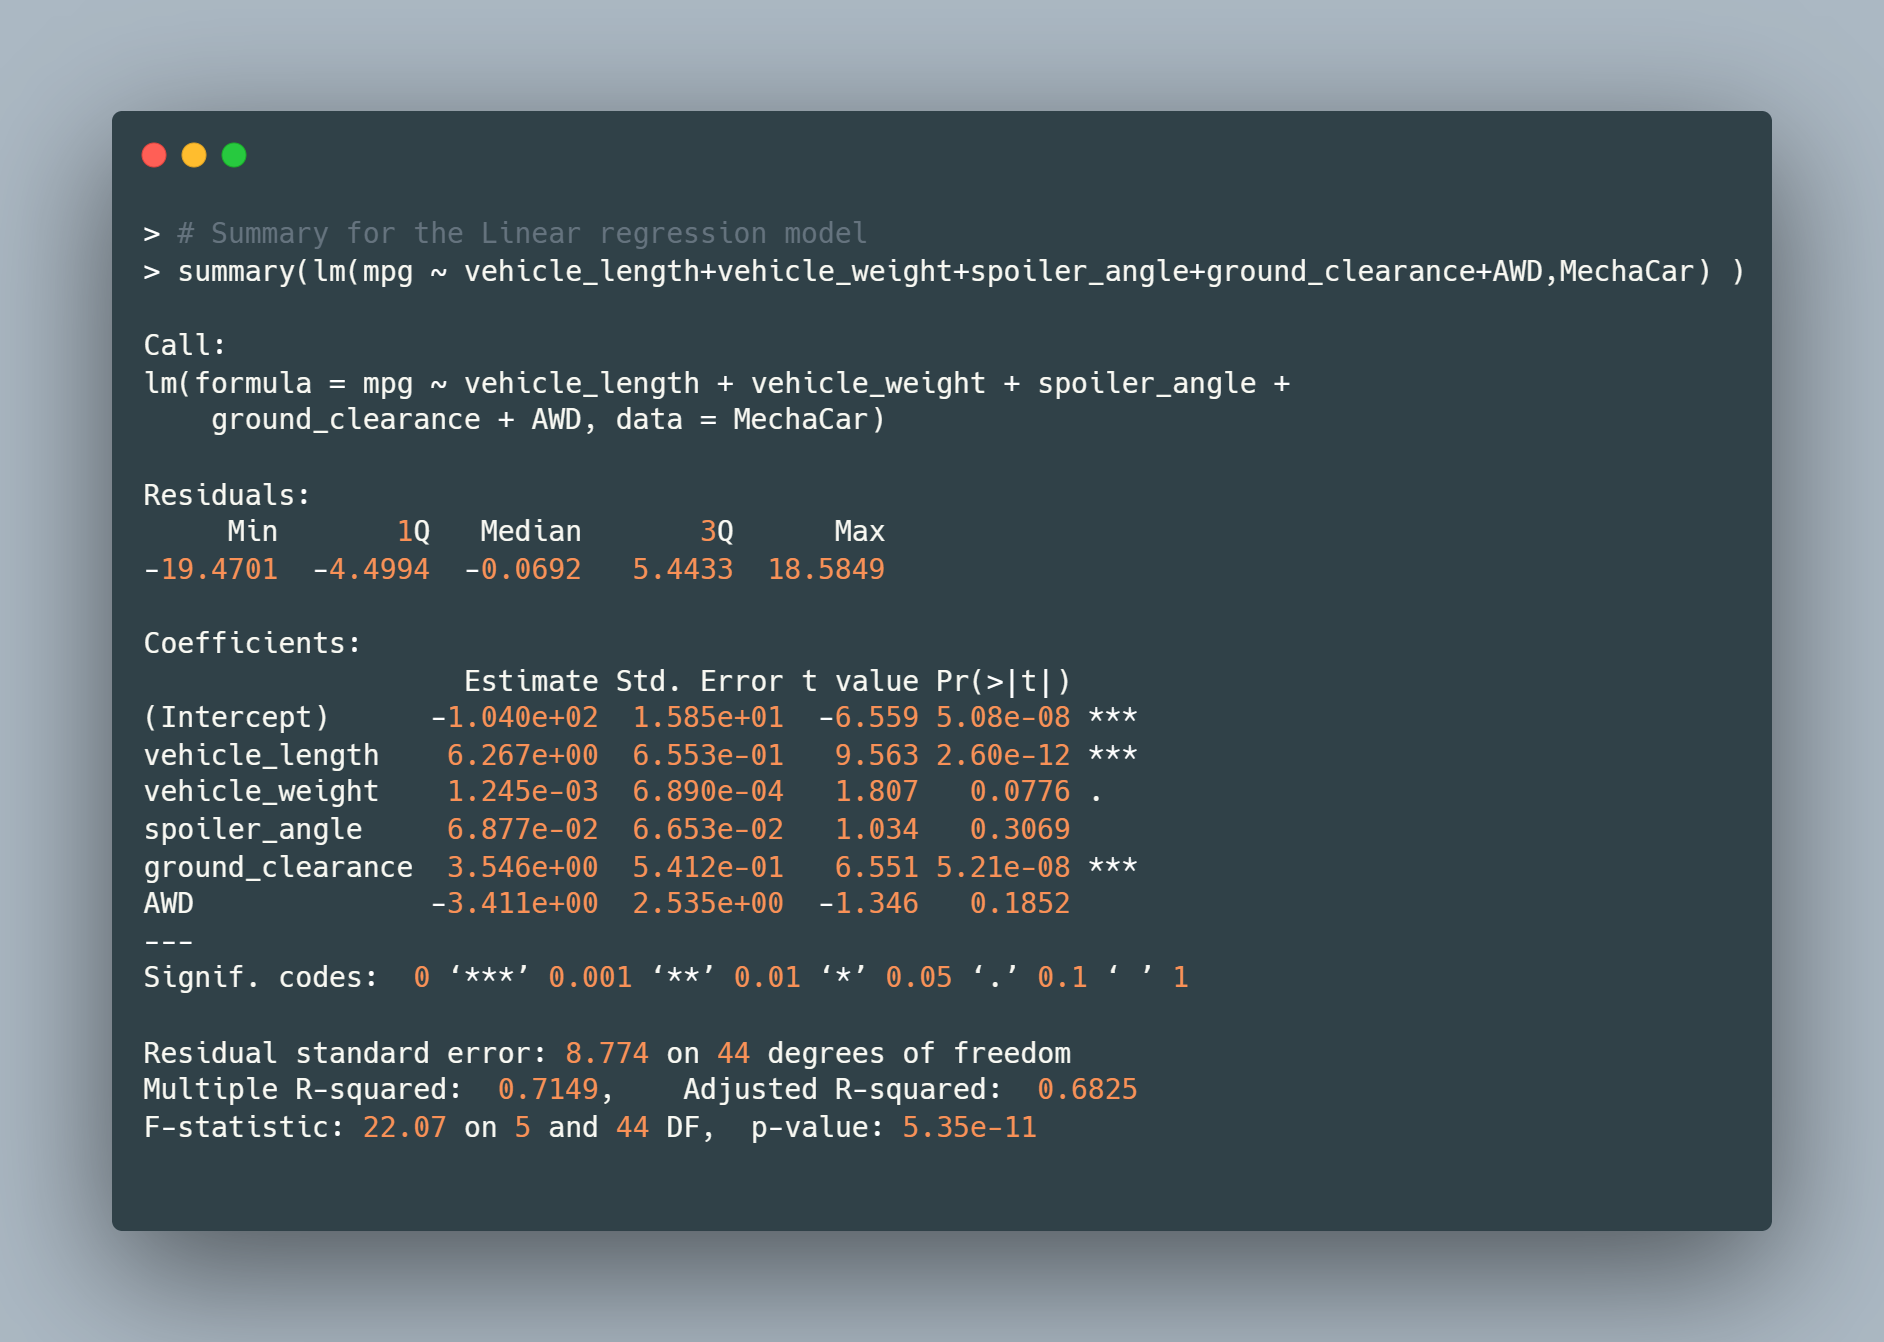 > # Summary for the Linear regression model
> summary(lm(mpg ~ vehicle_length+vehicle_weight+spoiler_angle+ground_clearance+AWD,MechaCar) )
Call:
lm(formula = mpg ~ vehicle_length + vehicle_weight + spoiler_angle +
    ground_clearance + AWD, data = MechaCar)
Residuals:
     Min       1Q   Median       3Q      Max
-19.4701  -4.4994  -0.0692   5.4433  18.5849
Coefficients:
                   Estimate Std. Error t value Pr(>|t|)
(Intercept)      -1.040e+02  1.585e+01  -6.559 5.08e-08 ***
vehicle_length    6.267e+00  6.553e-01   9.563 2.60e-12 ***
vehicle_weight    1.245e-03  6.890e-04   1.807   0.0776 .
spoiler_angle     6.877e-02  6.653e-02   1.034   0.3069
ground_clearance  3.546e+00  5.412e-01   6.551 5.21e-08 ***
AWD              -3.411e+00  2.535e+00  -1.346   0.1852
---
Signif. codes:  0 ‘***’ 0.001 ‘**’ 0.01 ‘*’ 0.05 ‘.’ 0.1 ‘ ’ 1
Residual standard error: 8.774 on 44 degrees of freedom
Multiple R-squared:  0.7149,    Adjusted R-squared:  0.6825
F-statistic: 22.07 on 5 and 44 DF,  p-value: 5.35e-11